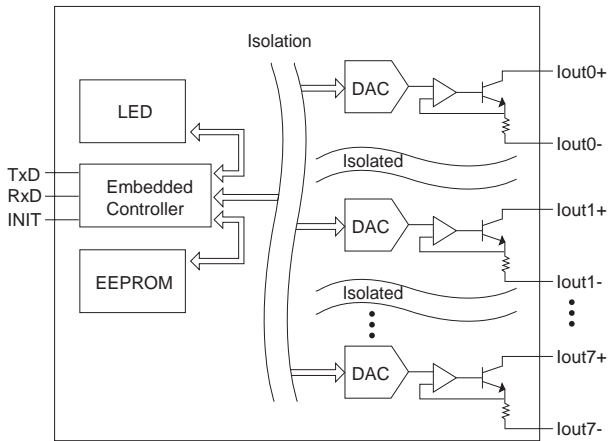 Isolation
LED
TxD
RxD
INIT
Embedded
Controller
EEPROM
DAC
Iout0+
Iout0-
Isolated
DAC
Iout1+
Iout1-
Isolated
DAC
Iout7+
Iout7-